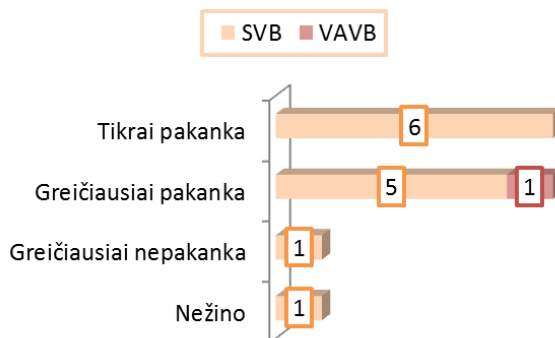 SVB VAVB
Tikrai pakanka 6
Greičiausiai pakanka 5 1
Greičiausiai nepakanka 1
Nežino 1